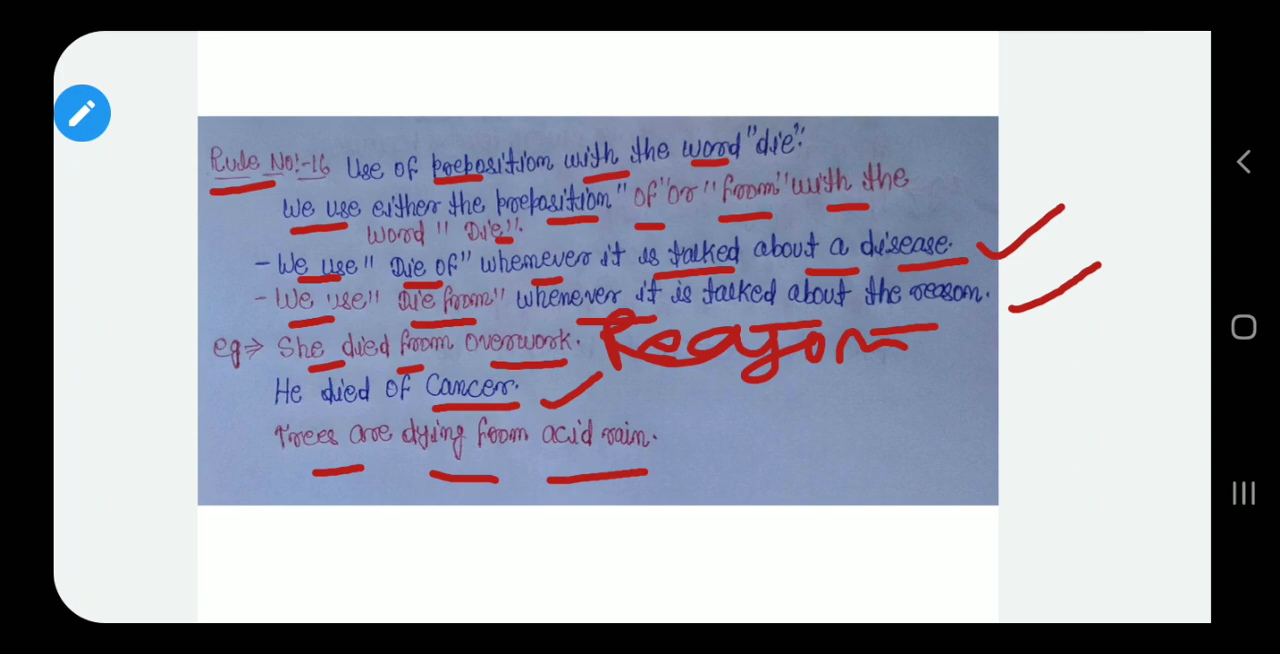 Rule No:-16 Use of preposition with the word "die":
We use either the preposition "of" or "from" with the
word "Die".
- We use "Die of" whenever it is talked about a disease.
- We use "Die from" whenever it is talked about the reason.
eg⇒ She died from overwork. Reason
He died of Cancer.
Trees are dying from acid rain.